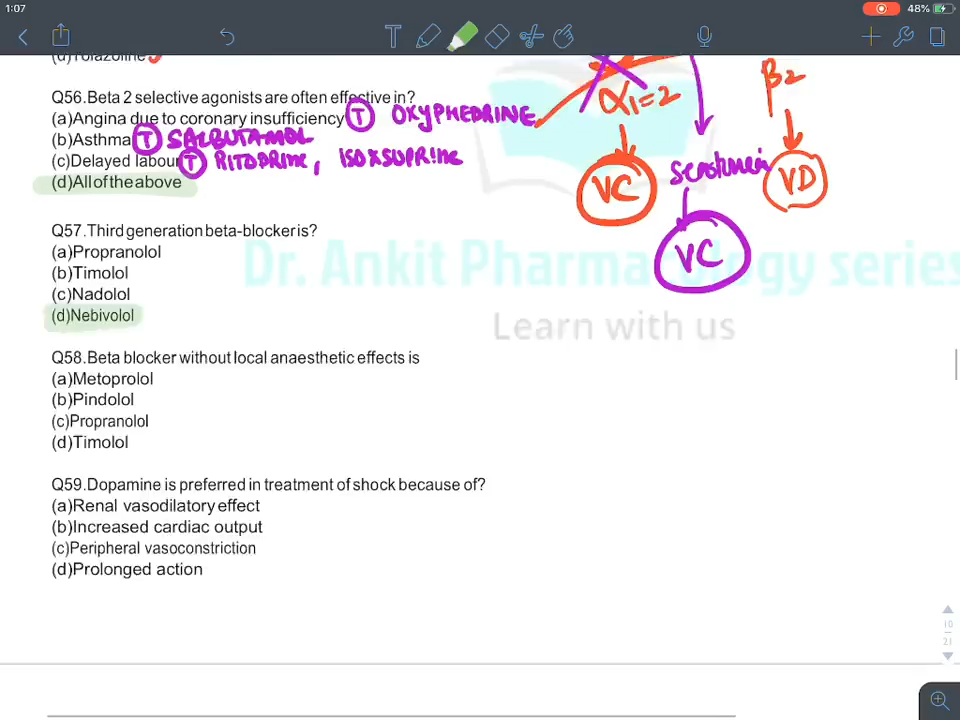 1:07
48%
T
(d)Tolazoline
Q56.Beta 2 selective agonists are often effective in?
(a)Angina due to coronary insufficiency T OXYPHEDRINE
(b)Asthma T SALBUTAMOL
(c)Delayed labour T RITODRINE, ISOXSUPRINE
(d)All of the above
α1=2
β2
VC
VD
VC
Q57.Third generation beta-blocker is?
(a)Propranolol
(b)Timolol
(c)Nadolol
(d)Nebivolol
Dr. Ankit Pharmacology series
Learn with us
Q58.Beta blocker without local anaesthetic effects is
(a)Metoprolol
(b)Pindolol
(c)Propranolol
(d)Timolol
Q59.Dopamine is preferred in treatment of shock because of?
(a)Renal vasodilatory effect
(b)Increased cardiac output
(c)Peripheral vasoconstriction
(d)Prolonged action
10
21